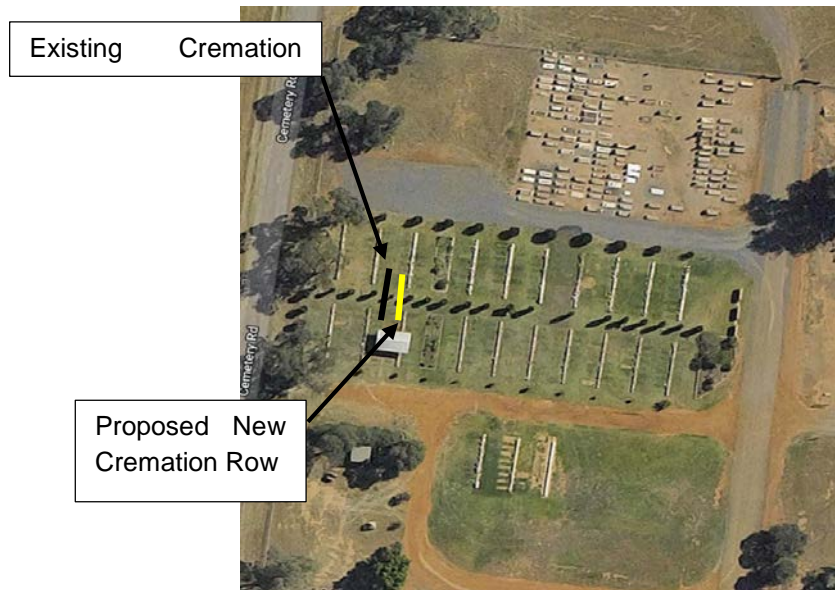 Existing Cremation
Cemetery Rd
Cemetery Rd
Proposed New
Cremation Row